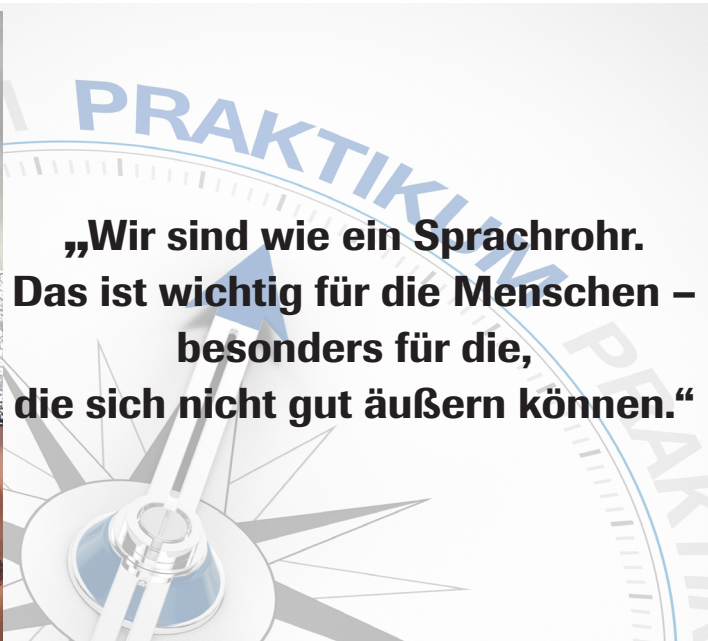 PRAKTIKUM
„Wir sind wie ein Sprachrohr.
Das ist wichtig für die Menschen –
besonders für die,
die sich nicht gut äußern können.“